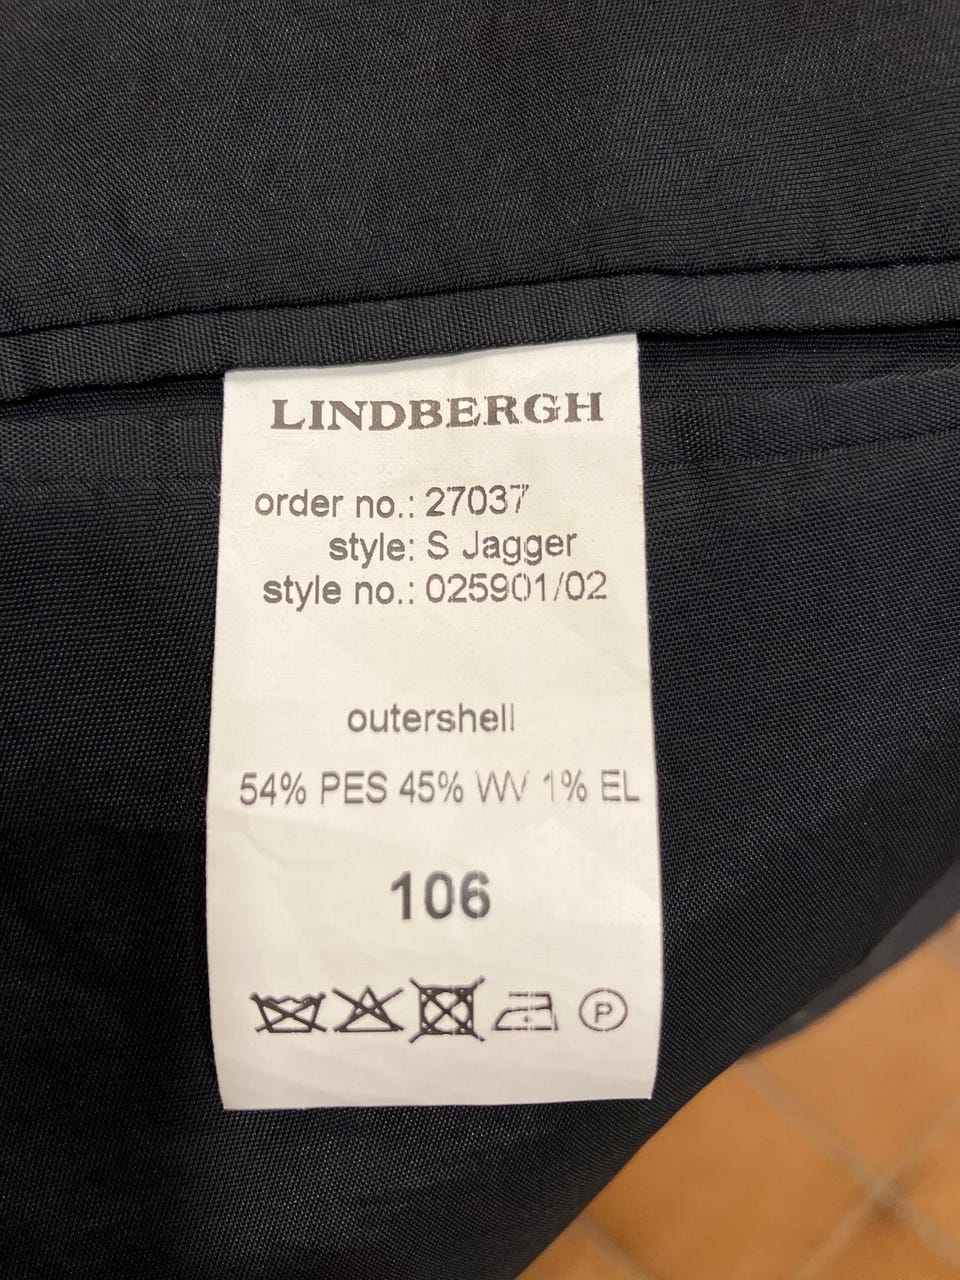 LINDBERGH
order no.: 27037
style: S Jagger
style no.: 025901/02
outershell
54% PES 45% WV 1% EL
106
P